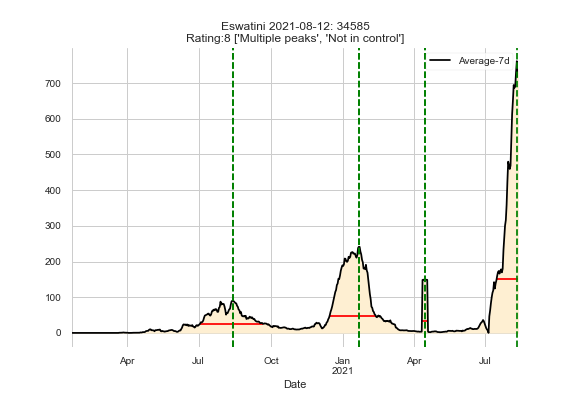 Eswatini 2021-08-12: 34585
Rating:8 ['Multiple peaks', 'Not in control']
Average-7d
700
600
500
400
300
200
100
0
Apr
Jul
Oct
Jan
2021
Apr
Jul
Date